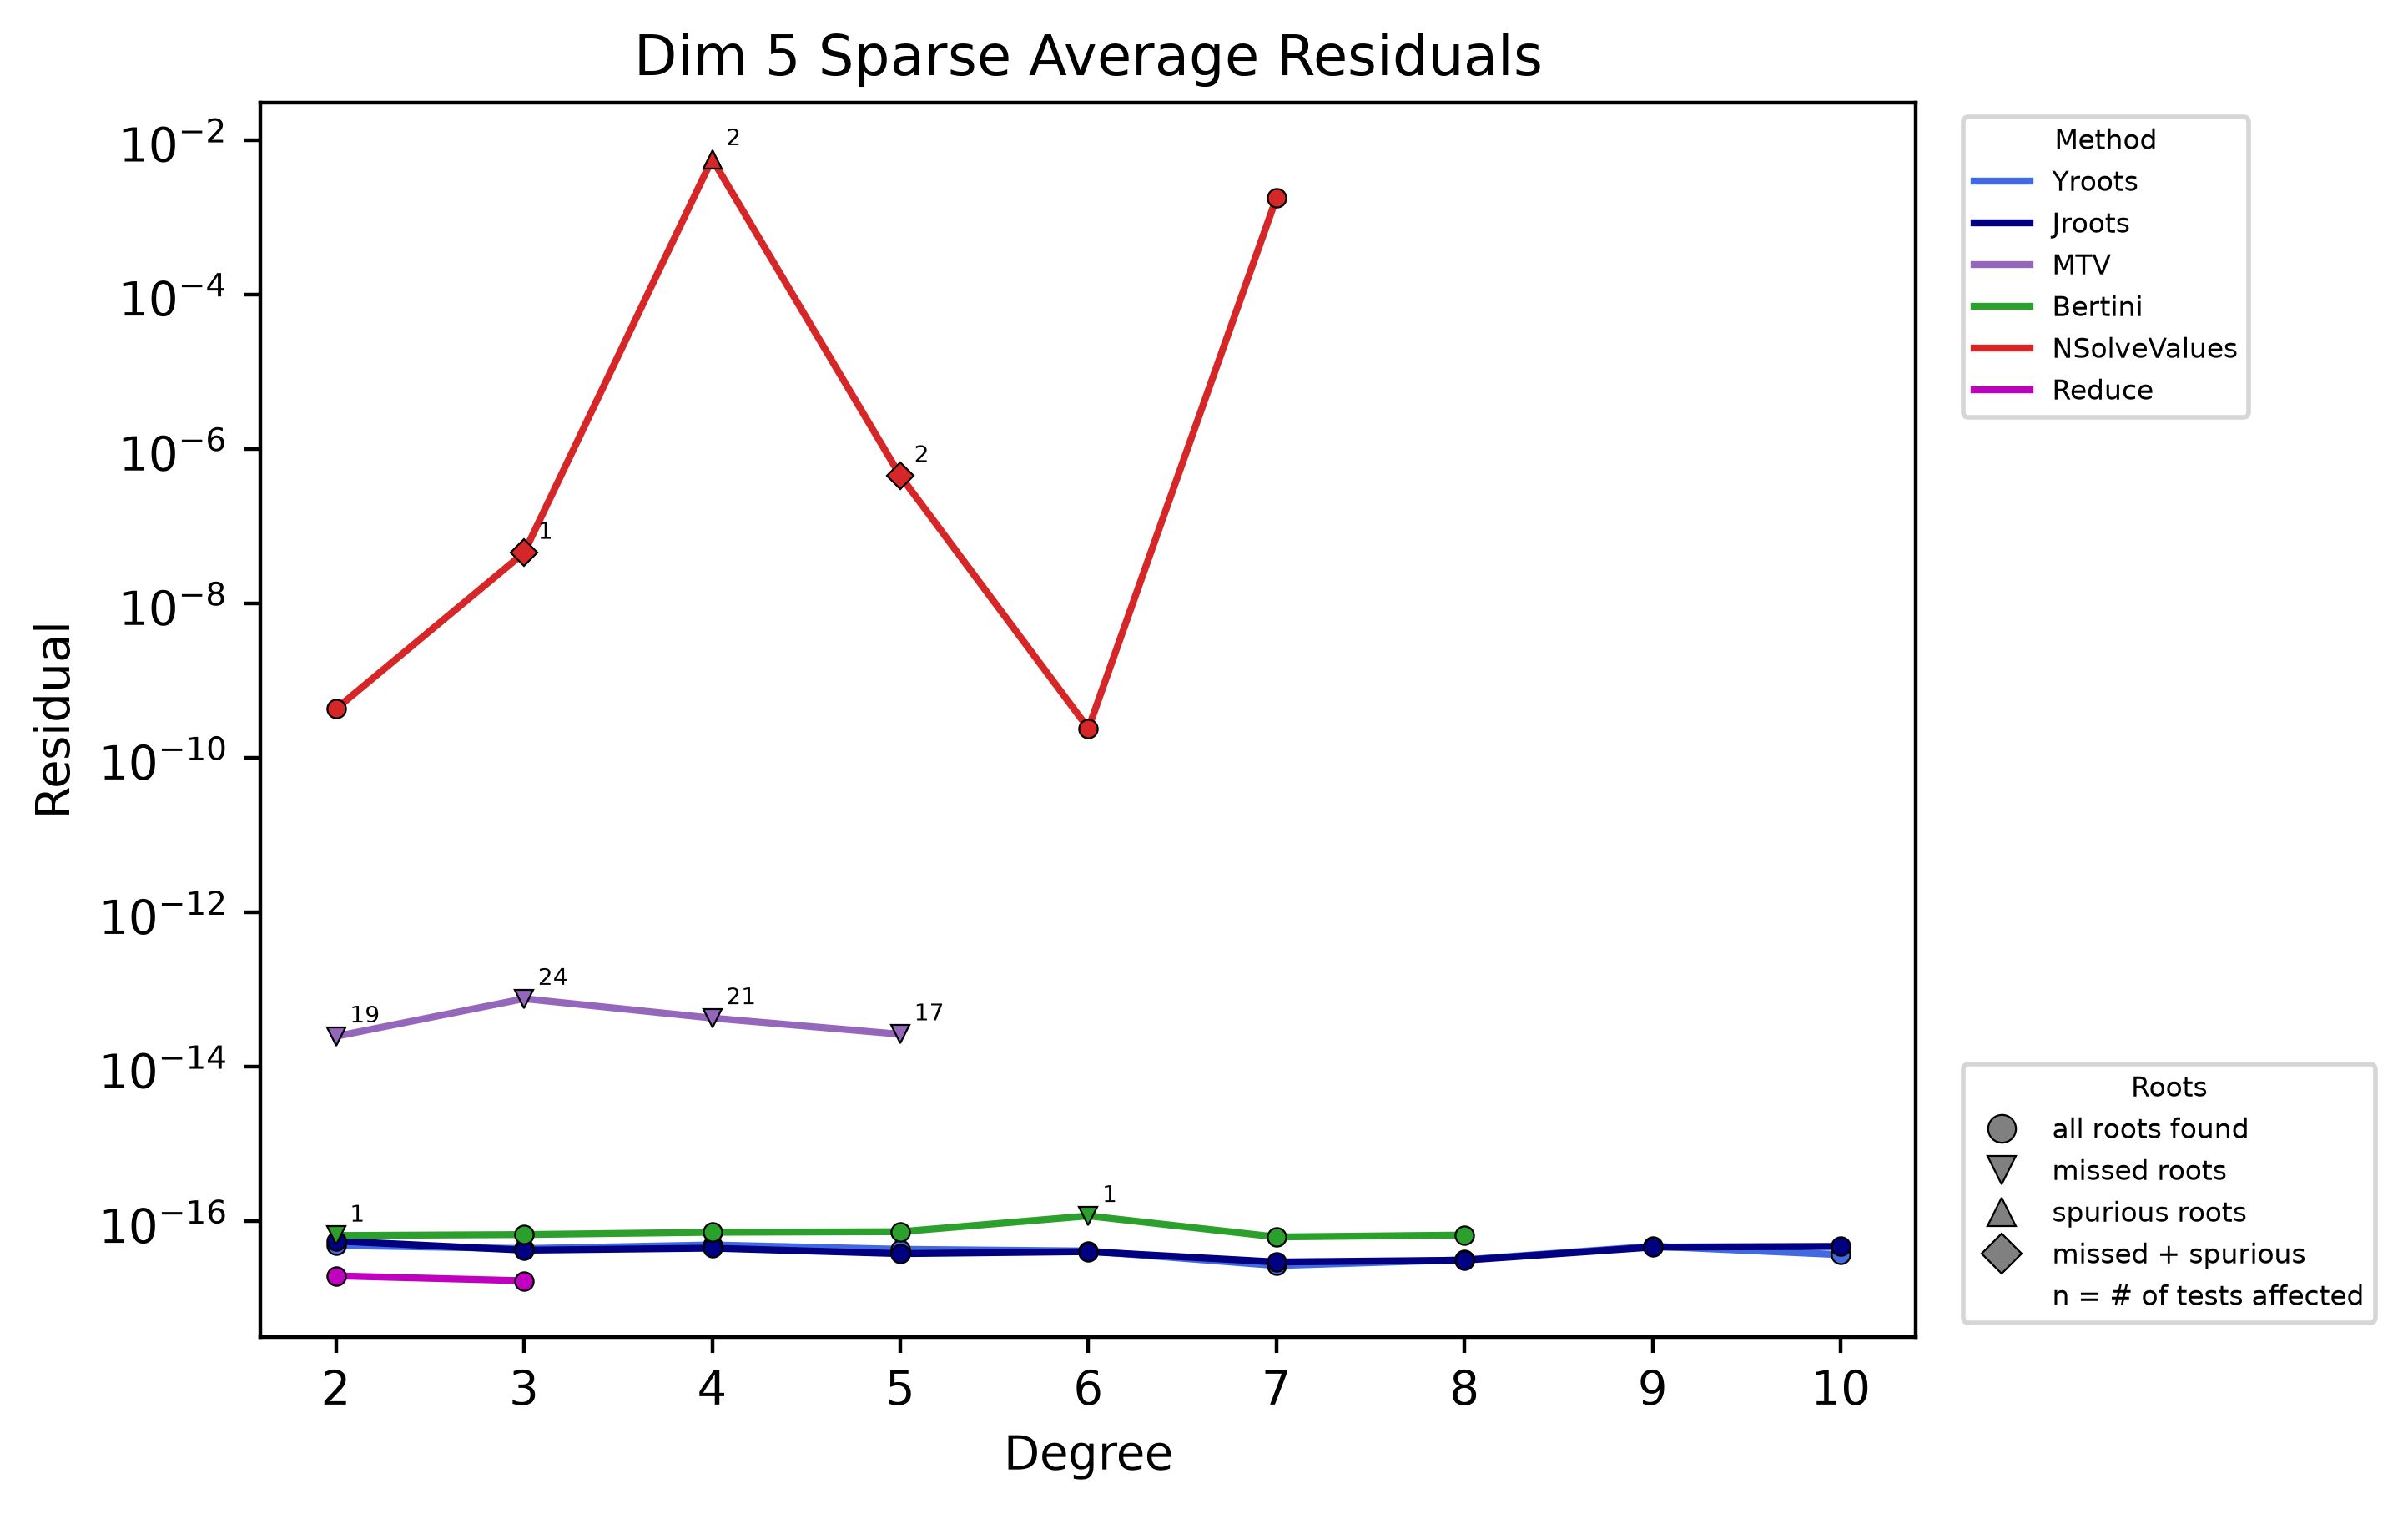 Dim 5 Sparse Average Residuals
Residual
10⁻²
10⁻⁴
10⁻⁶
10⁻⁸
10⁻¹⁰
10⁻¹²
10⁻¹⁴
10⁻¹⁶
2
1
2
19
24
21
17
1
1
2 3 4 5 6 7 8 9 10
Degree
Method
Yroots
Jroots
MTV
Bertini
NSolveValues
Reduce
Roots
all roots found
missed roots
spurious roots
missed + spurious
n = # of tests affected